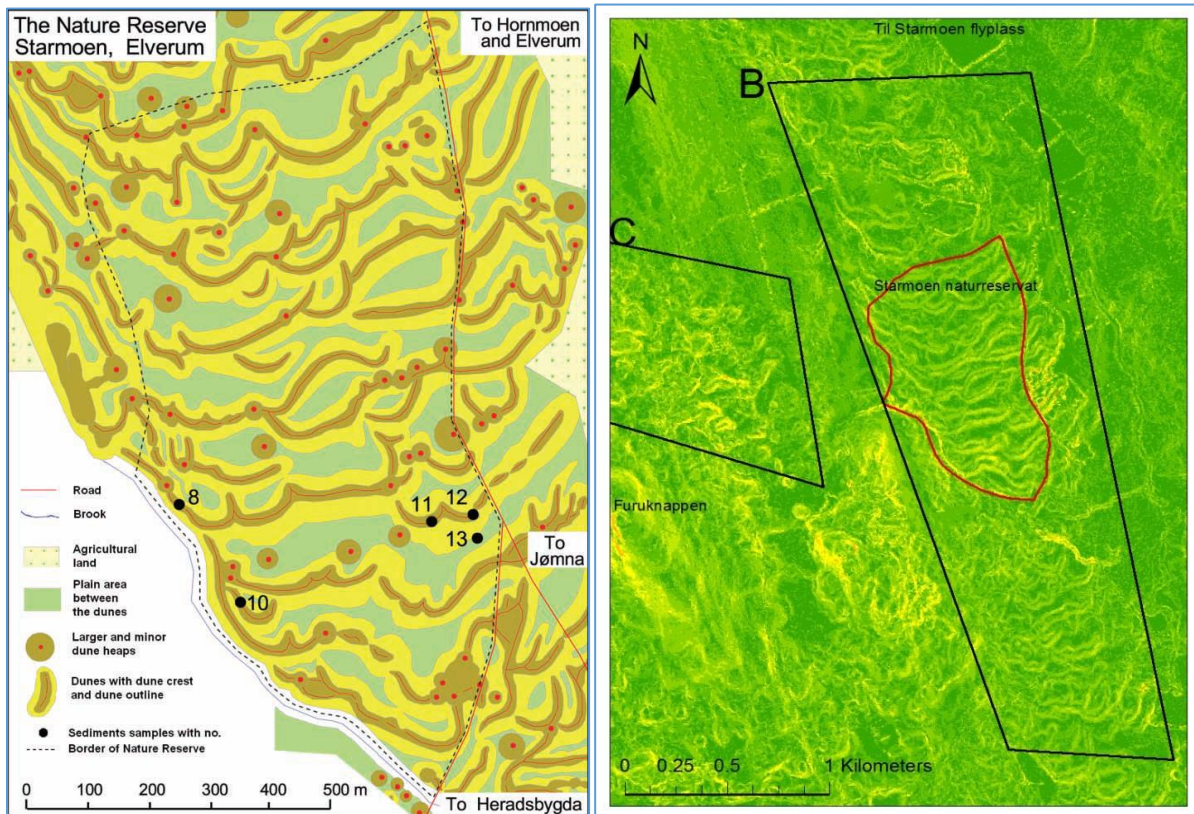 The Nature Reserve
Starmoen, Elverum
To Hornmoen
and Elverum
8
11
12
13
10
To
Jømna
Road
Brook
Agricultural
land
Plain area
between
the dunes
Larger and minor
dune heaps
Dunes with dune crest
and dune outline
Sediments samples with no.
Border of Nature Reserve
0 100 200 300 400 500 m
To Heradsbygda
N
Til Starmoen flyplass
B
C
Starmoen naturreservat
Furuknappen
0 0.25 0.5 1 Kilometers